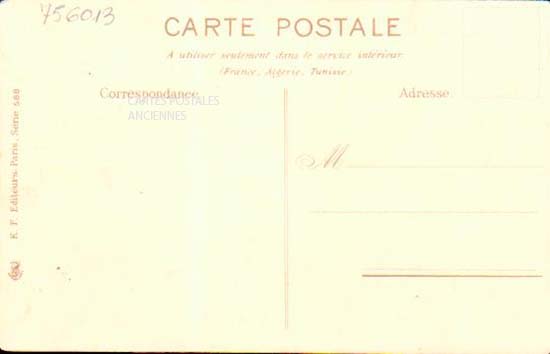 756013
CARTE POSTALE
A utiliser seulement dans le service intérieur
(France, Algérie, Tunisie)
Correspondance
Adresse
CARTES POSTALES
ANCIENNES
M
K. F. Editeurs-Paris, Série 588